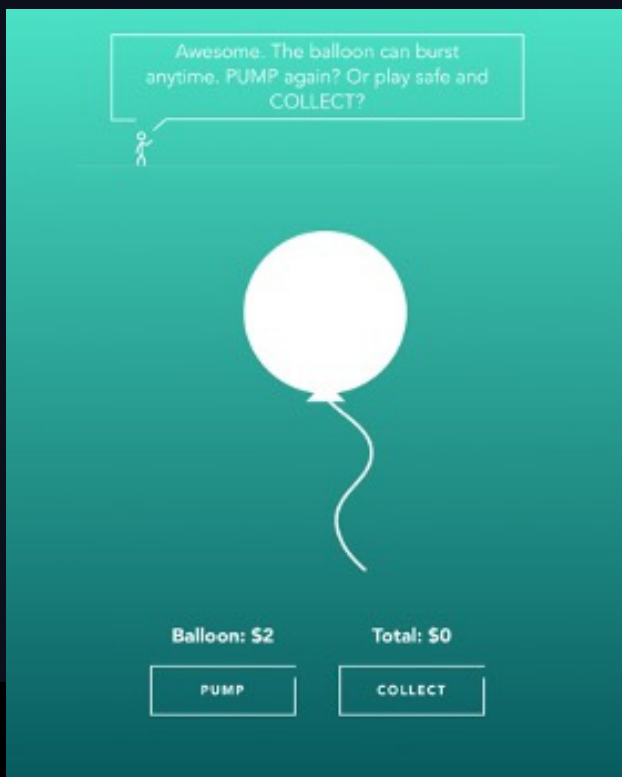 Awesome. The balloon can burst
anytime. PUMP again? Or play safe and
COLLECT?
Balloon: $2
Total: $0
PUMP
COLLECT